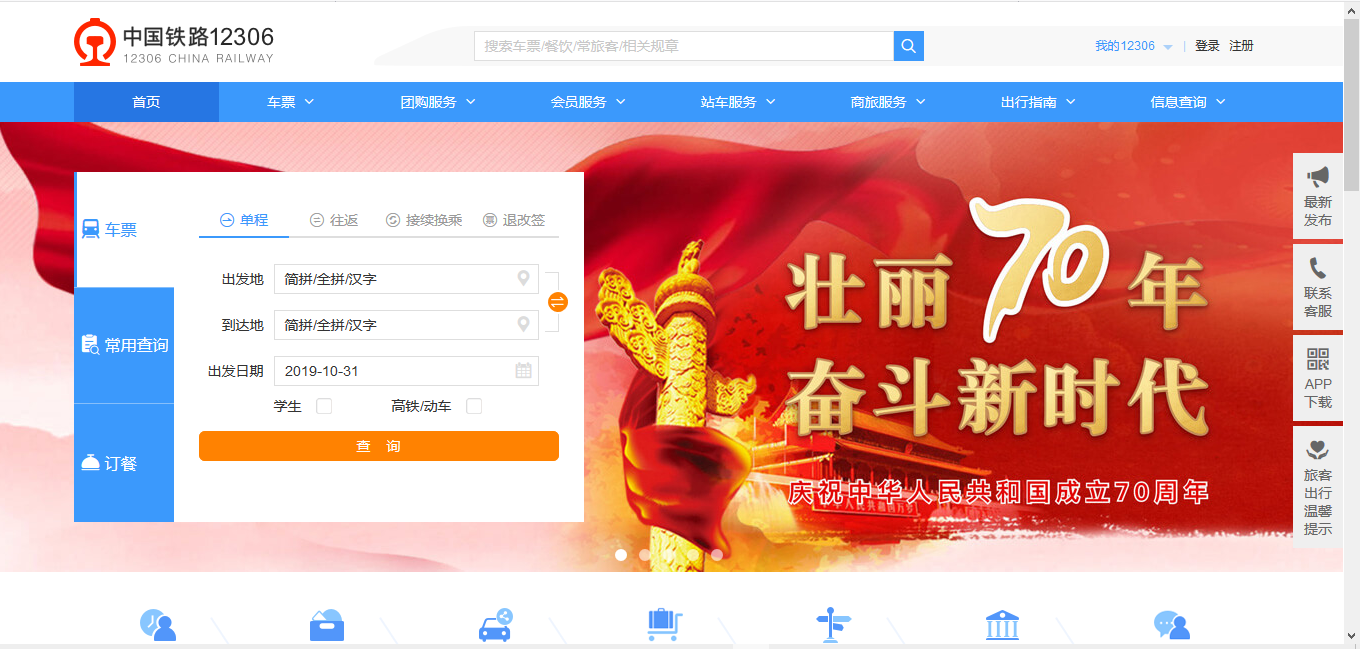 中国铁路12306
12306 CHINA RAILWAY
搜索车票/餐饮/常旅客/相关规章
我的12306 | 登录 注册
首页 车票 团购服务 会员服务 站车服务 商旅服务 出行指南 信息查询
车票
常用查询
订餐
单程 往返 接续换乘 退改签
出发地 简拼/全拼/汉字
到达地 简拼/全拼/汉字
出发日期 2019-10-31
学生 高铁/动车
查 询
壮丽70年
奋斗新时代
庆祝中华人民共和国成立70周年
最新
发布
联系
客服
APP
下载
旅客
出行
温馨
提示